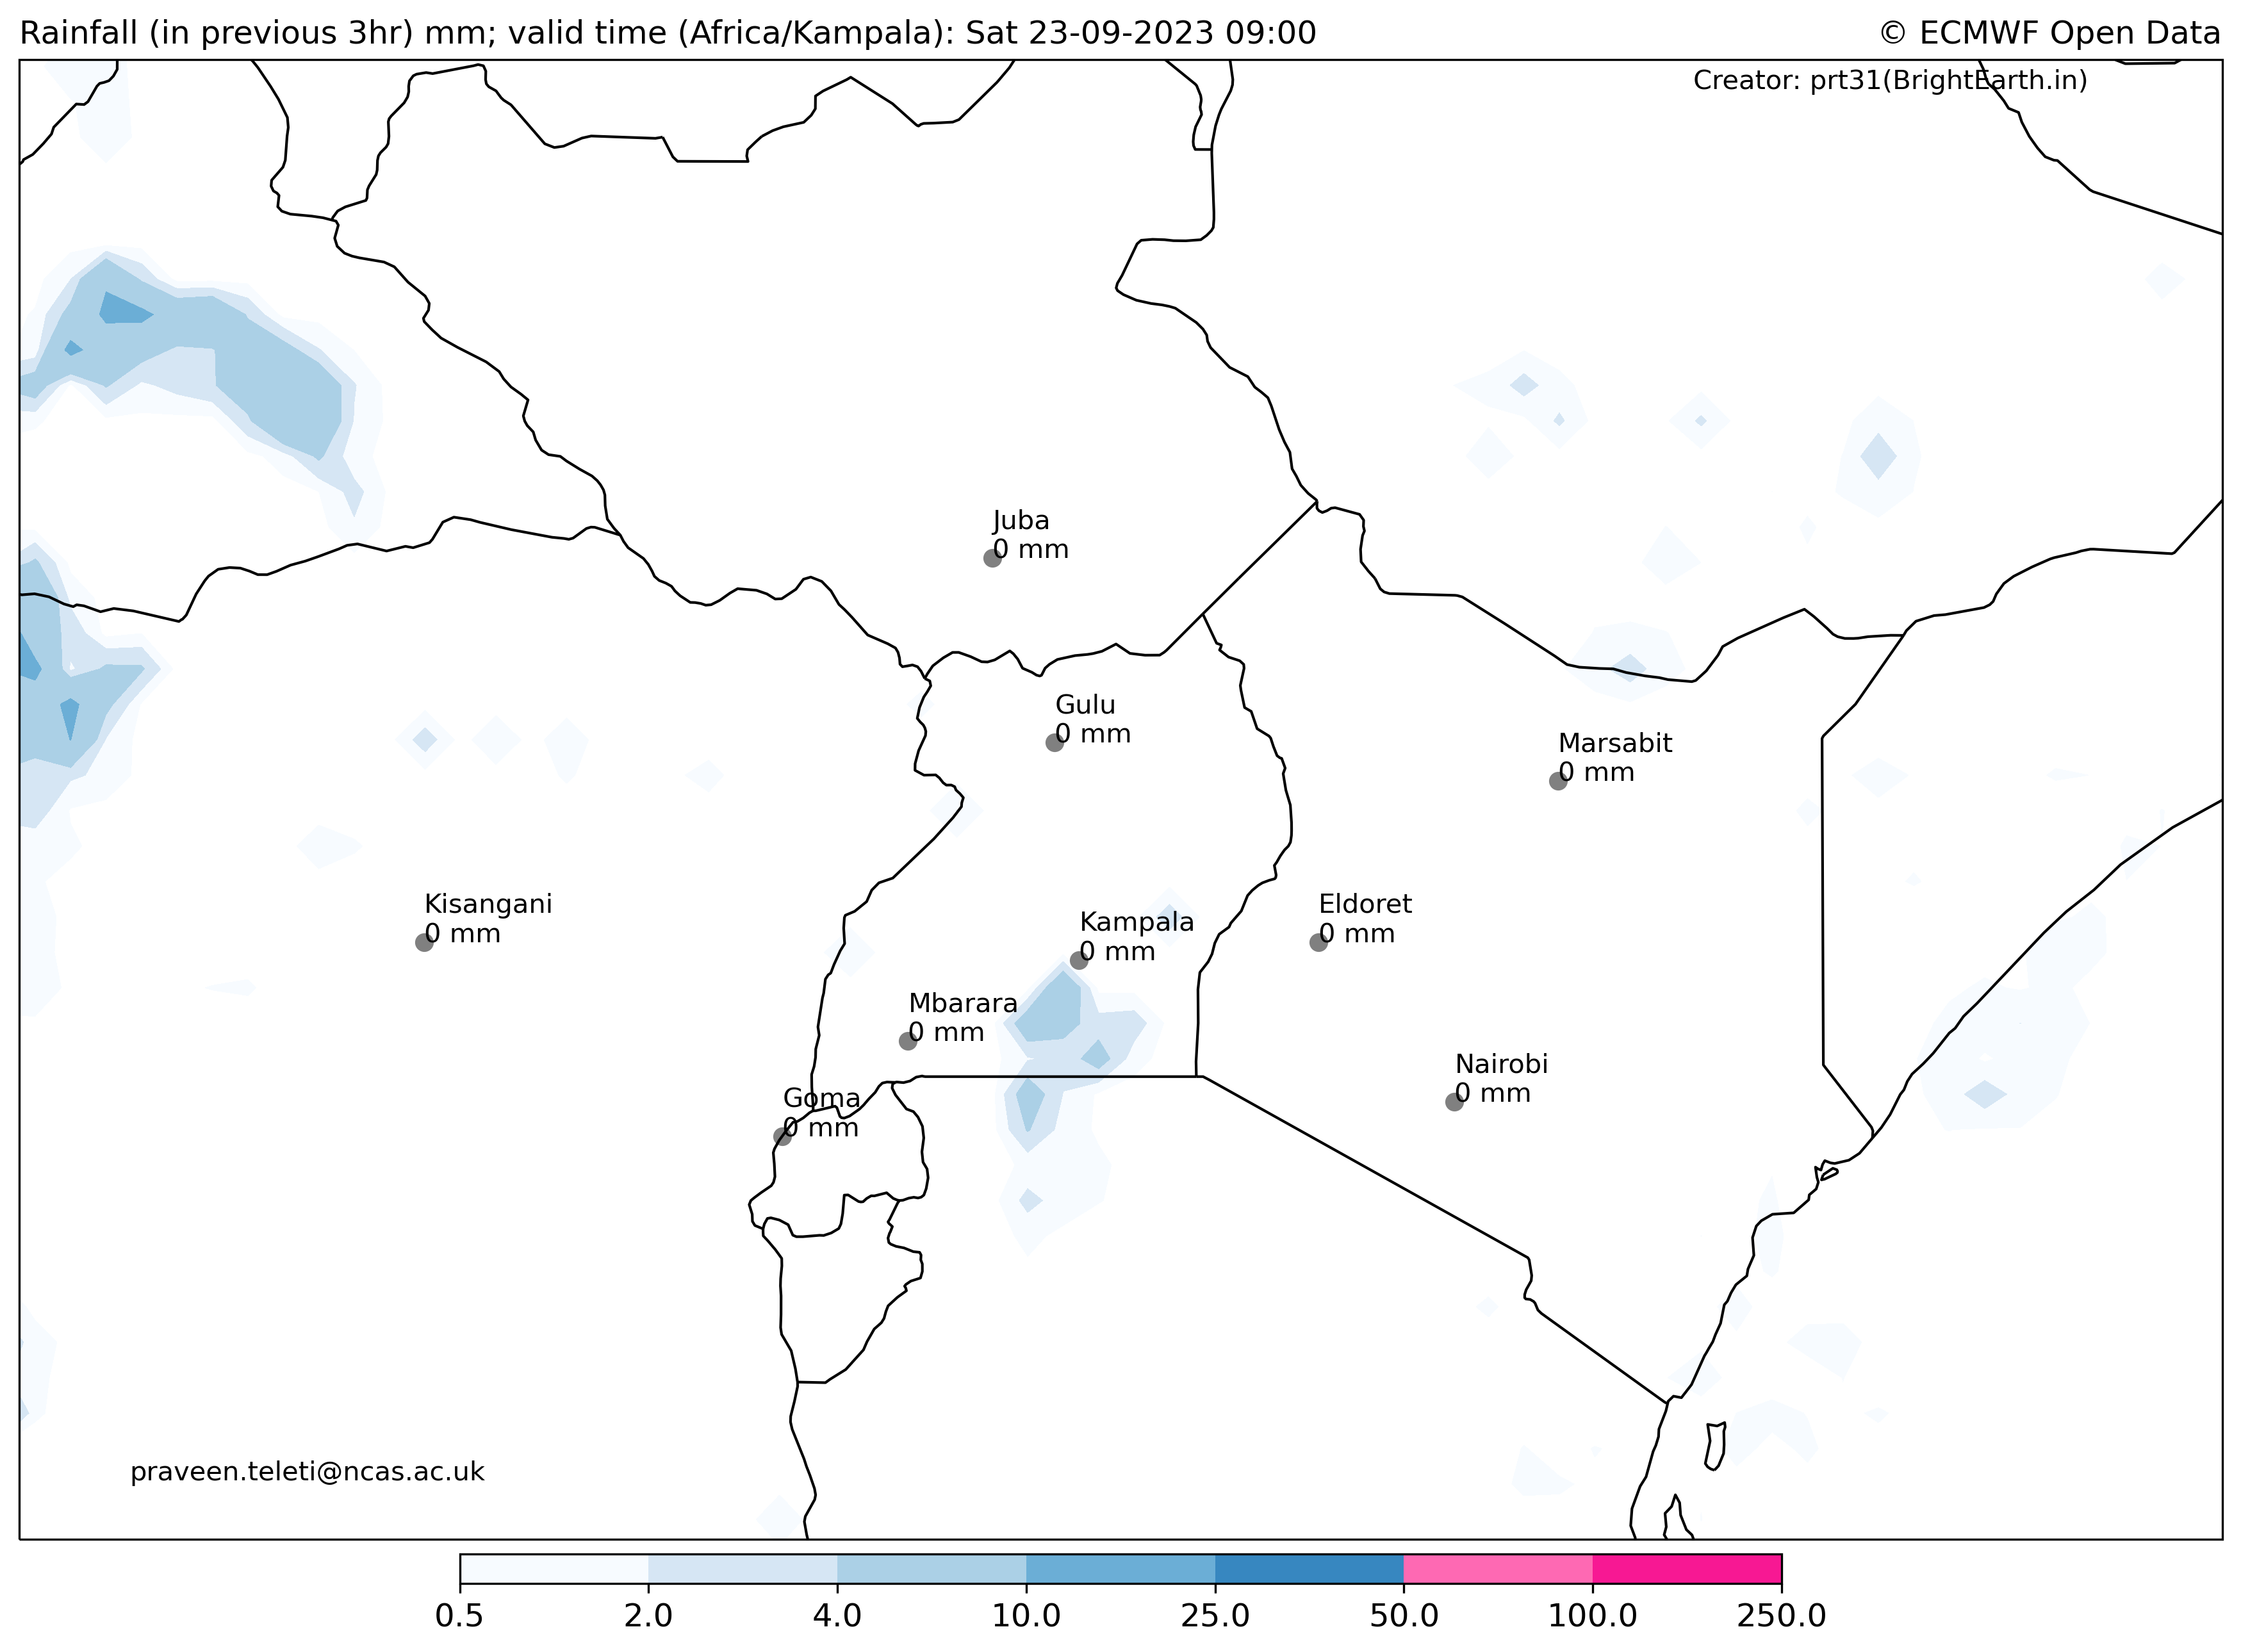 Rainfall (in previous 3hr) mm; valid time (Africa/Kampala): Sat 23-09-2023 09:00
© ECMWF Open Data
Creator: prt31(BrightEarth.in)
Juba
0 mm
Gulu
0 mm
Marsabit
0 mm
Kisangani
0 mm
Kampala
0 mm
Eldoret
0 mm
Mbarara
0 mm
Nairobi
0 mm
Goma
0 mm
praveen.teleti@ncas.ac.uk
0.5 2.0 4.0 10.0 25.0 50.0 100.0 250.0